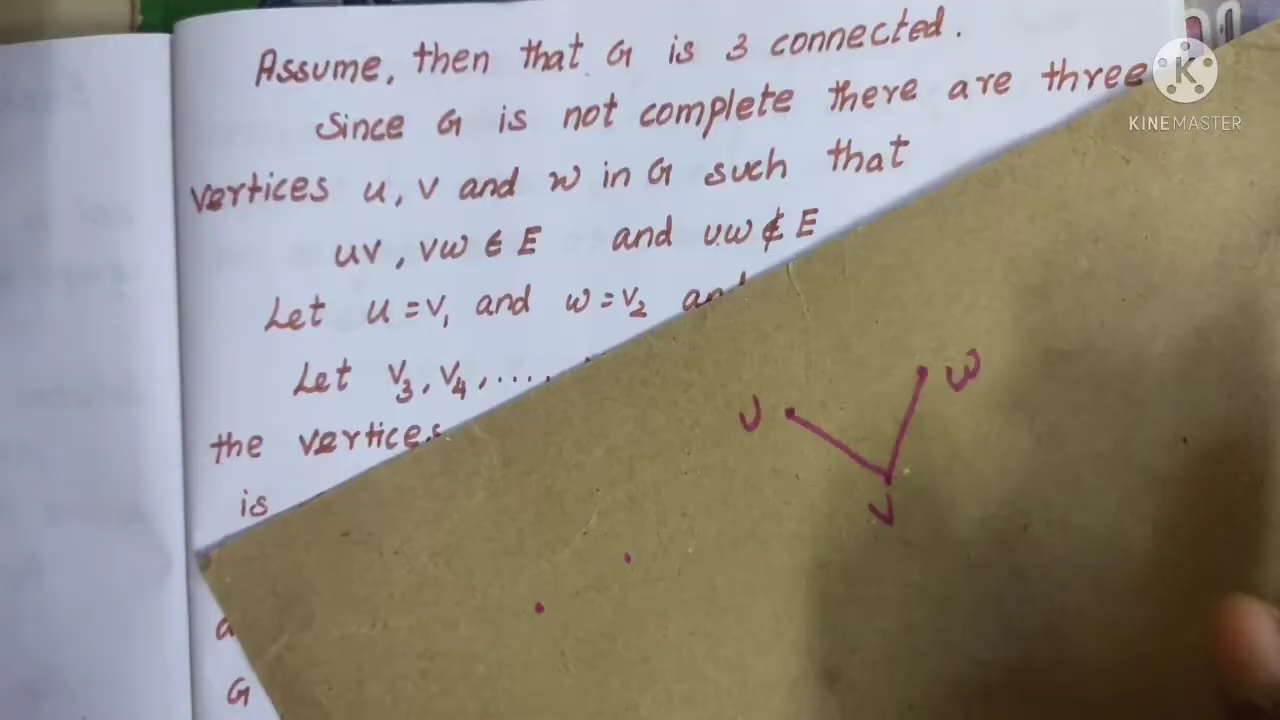 Assume, then that G is 3 connected.
Since G is not complete there are three
vertices u, v and w in G such that
uv, vw ∈ E and uw ∉ E
Let u = v₁ and w = v₂
Let v₃, v₄, ....
the vertices
is
G
u
w
v
K
KINEMASTER